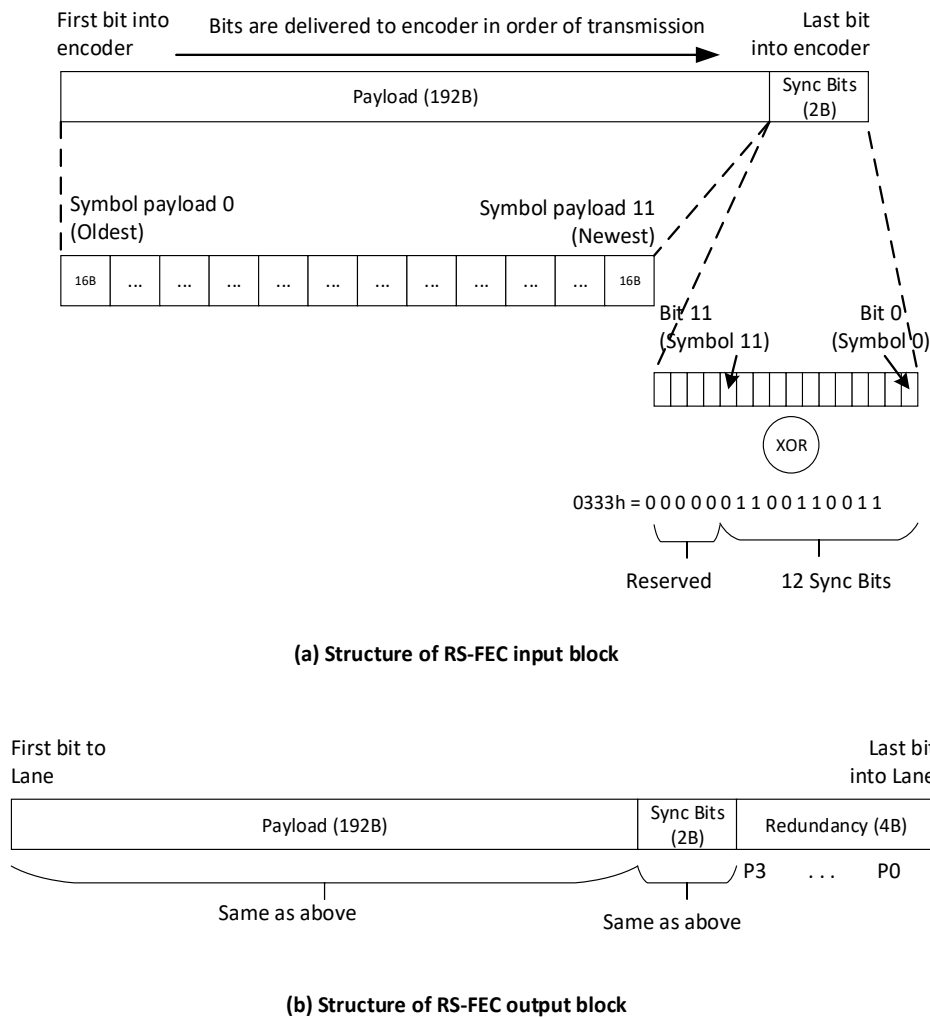 First bit into
encoder
Bits are delivered to encoder in order of transmission
Last bit
into encoder
Payload (192B)
Sync Bits
(2B)
Symbol payload 0
(Oldest)
Symbol payload 11
(Newest)
16B
...
...
...
...
...
...
...
...
...
...
16B
Bit 11
(Symbol 11)
Bit 0
(Symbol 0)
XOR
0333h = 0 0 0 0 0 0 1 1 0 0 1 1 0 0 1 1
Reserved
12 Sync Bits
(a) Structure of RS-FEC input block
First bit to
Lane
Last bit
into Lane
Payload (192B)
Sync Bits
(2B)
Redundancy (4B)
P3 . . . P0
Same as above
Same as above
(b) Structure of RS-FEC output block